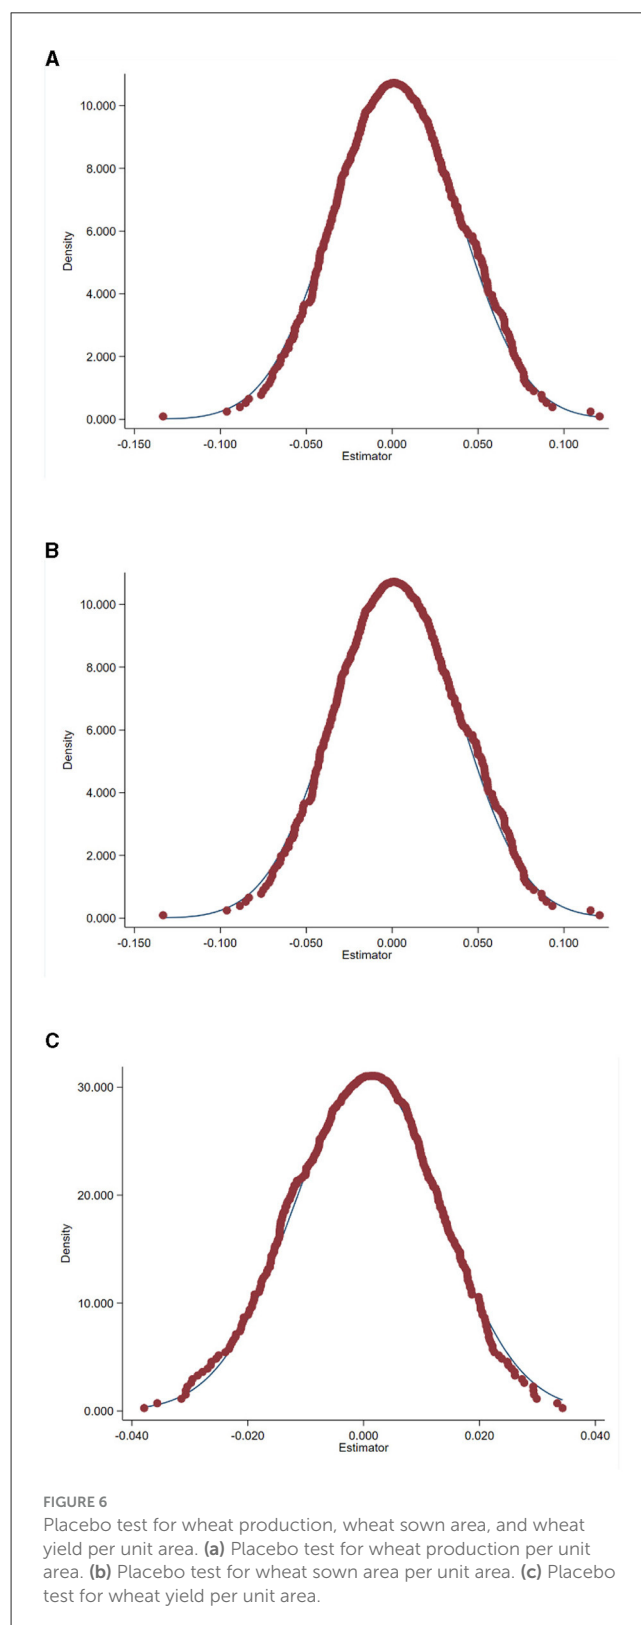 A
10.000
8.000
6.000
4.000
2.000
0.000
Density
-0.150 -0.100 -0.050 0.000 0.050 0.100
Estimator
B
10.000
8.000
6.000
4.000
2.000
0.000
Density
-0.150 -0.100 -0.050 0.000 0.050 0.100
Estimator
C
30.000
20.000
10.000
0.000
Density
-0.040 -0.020 0.000 0.020 0.040
Estimator
FIGURE 6
Placebo test for wheat production, wheat sown area, and wheat
yield per unit area. (a) Placebo test for wheat production per unit
area. (b) Placebo test for wheat sown area per unit area. (c) Placebo
test for wheat yield per unit area.